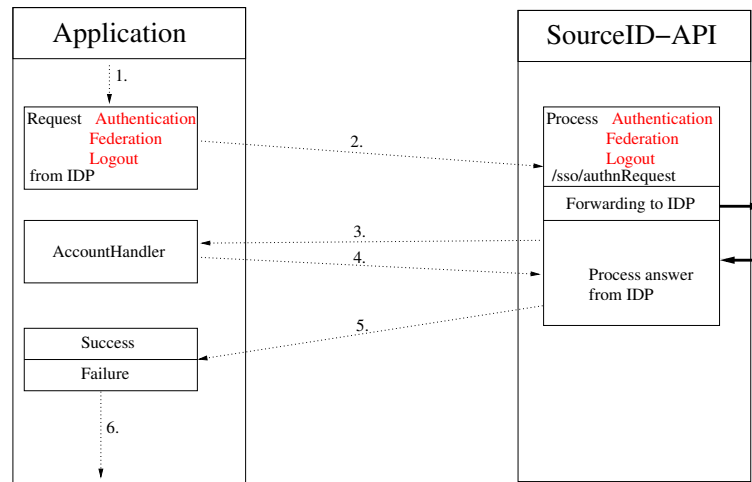 Application
1.
Request Authentication
Federation
Logout
from IDP
2.
SourceID−API
Process Authentication
Federation
Logout
/sso/authnRequest
Forwarding to IDP
3.
AccountHandler
4.
Process answer
from IDP
5.
Success
Failure
6.